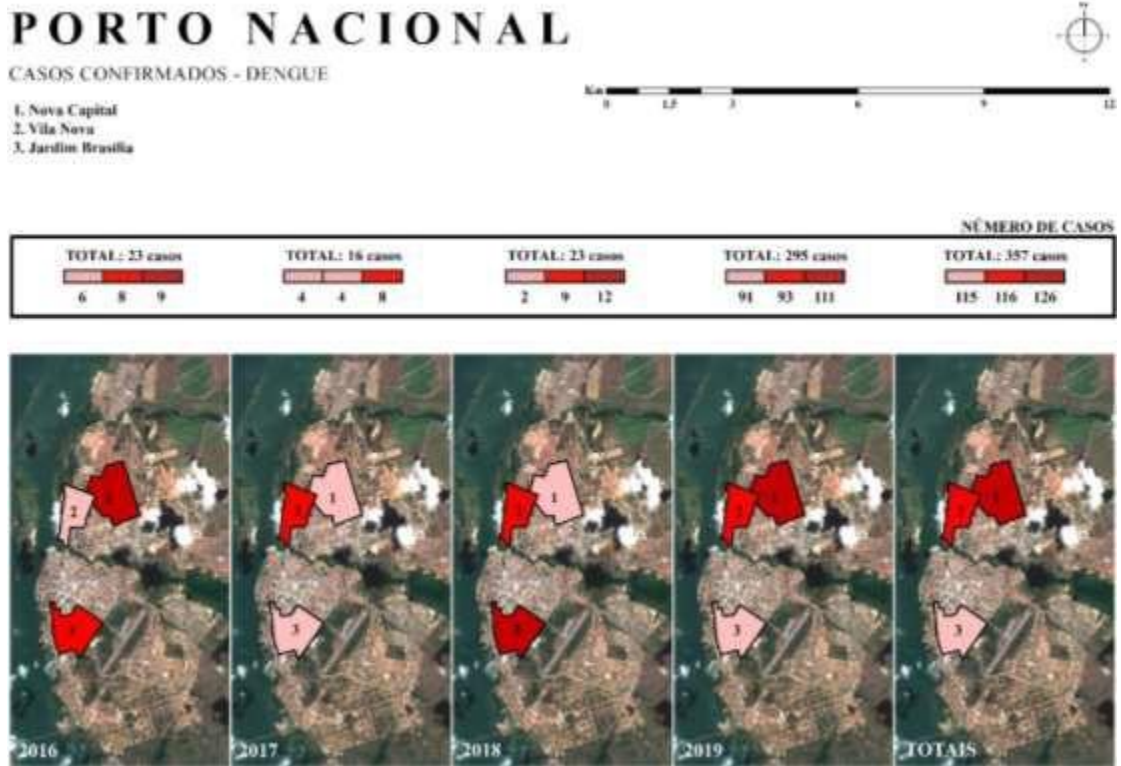 PORTO NACIONAL
CASOS CONFIRMADOS - DENGUE
1. Nova Capital
2. Vila Nova
3. Jardim Brasília
Km
0 1,5 3 6 9 12
NÚMERO DE CASOS
TOTAL: 23 casos TOTAL: 16 casos TOTAL: 23 casos TOTAL: 295 casos TOTAL: 357 casos
6 8 9 4 4 8 2 9 12 91 93 111 115 116 126
1 1
2
3 3 3
2016 2017 2018 2019 TOTAIS